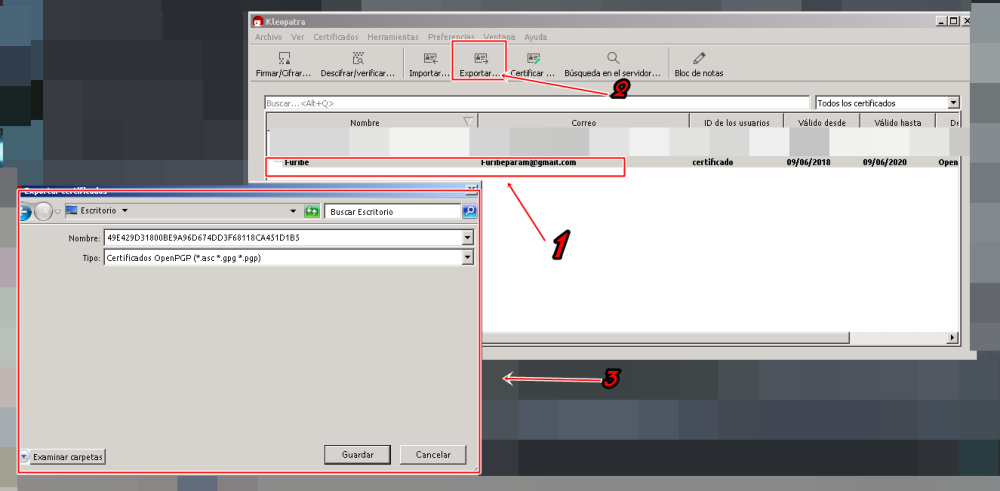 Kleopatra
Archivo Ver Certificados Herramientas Preferencias Ventana Ayuda
Firmar/Cifrar... Descifrar/verificar... Importar... Exportar... Certificar ... Búsqueda en el servidor... Bloc de notas
2
Buscar...<Alt+Q> Todos los certificados
Nombre Correo ID de los usuarios Válido desde Válido hasta De
Furibe Furibeparam@gmail.com certificado 09/06/2018 09/06/2020 Open
1
Exportar certificados
Escritorio Buscar Escritorio
Nombre: 49E429D31800BE9A96D674DD3F68118CA451D1B5
Tipo: Certificados OpenPGP (*.asc *.gpg *.pgp)
3
Examinar carpetas Guardar Cancelar